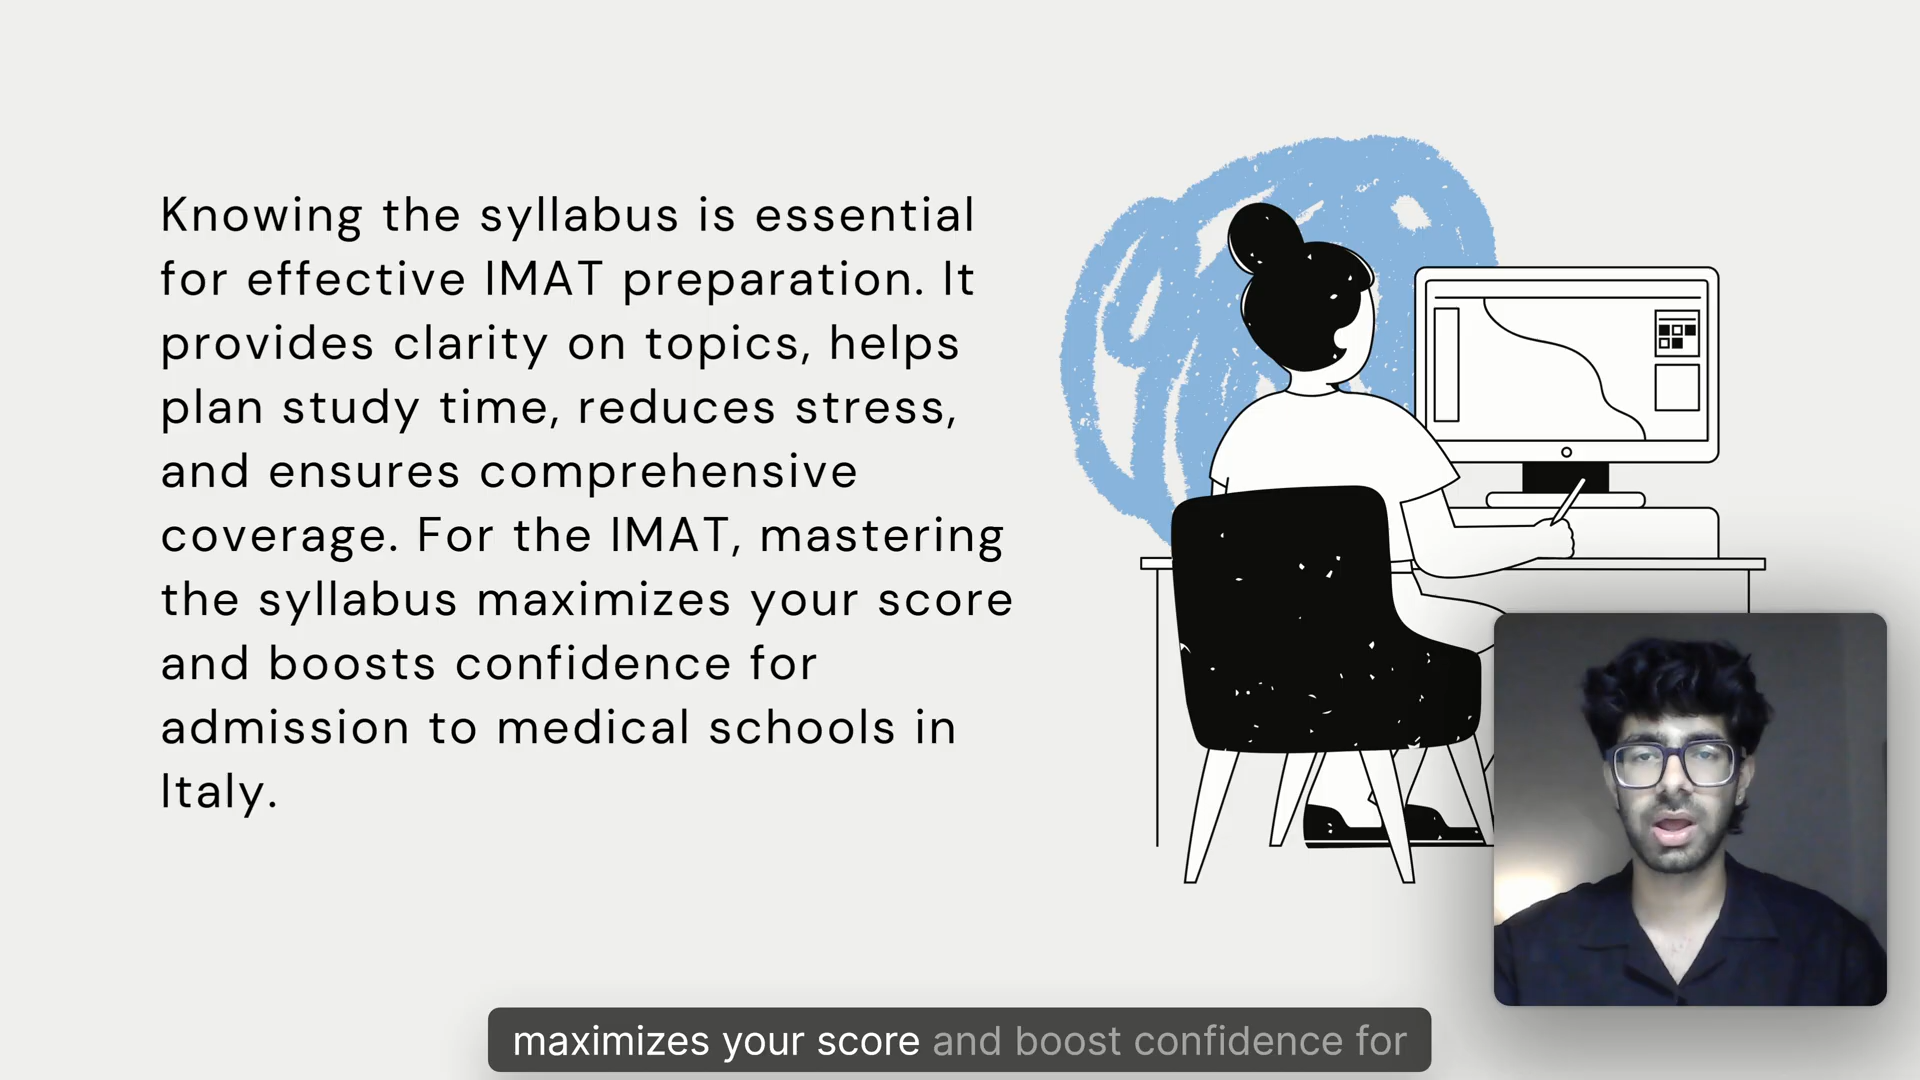 Knowing the syllabus is essential
for effective IMAT preparation. It
provides clarity on topics, helps
plan study time, reduces stress,
and ensures comprehensive
coverage. For the IMAT, mastering
the syllabus maximizes your score
and boosts confidence for
admission to medical schools in
Italy.
maximizes your score and boost confidence for